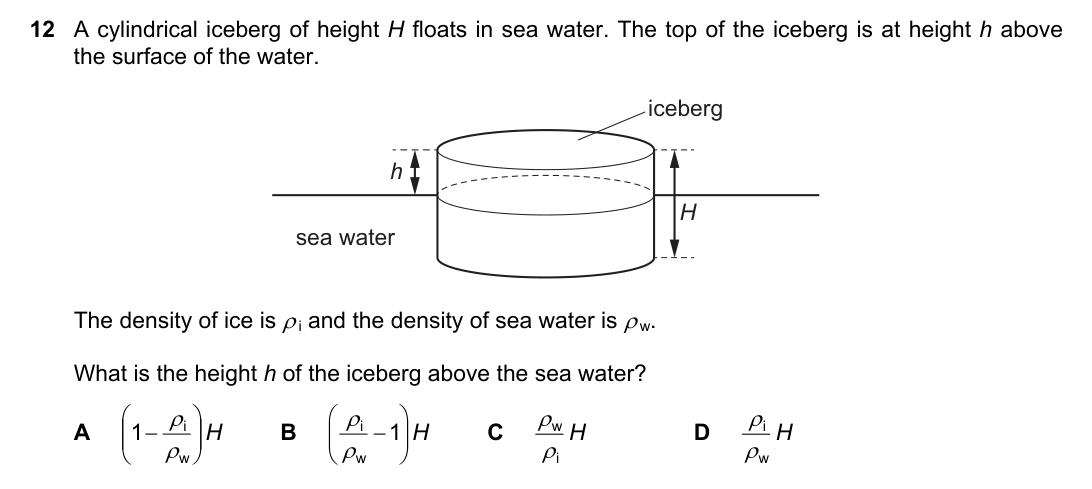 12 A cylindrical iceberg of height H floats in sea water. The top of the iceberg is at height h above
the surface of the water.
iceberg
h
H
sea water
The density of ice is ρi and the density of sea water is ρw.
What is the height h of the iceberg above the sea water?
A (1 – ρi/ρw)H B (ρi/ρw – 1)H C ρw/ρi H D ρi/ρw H